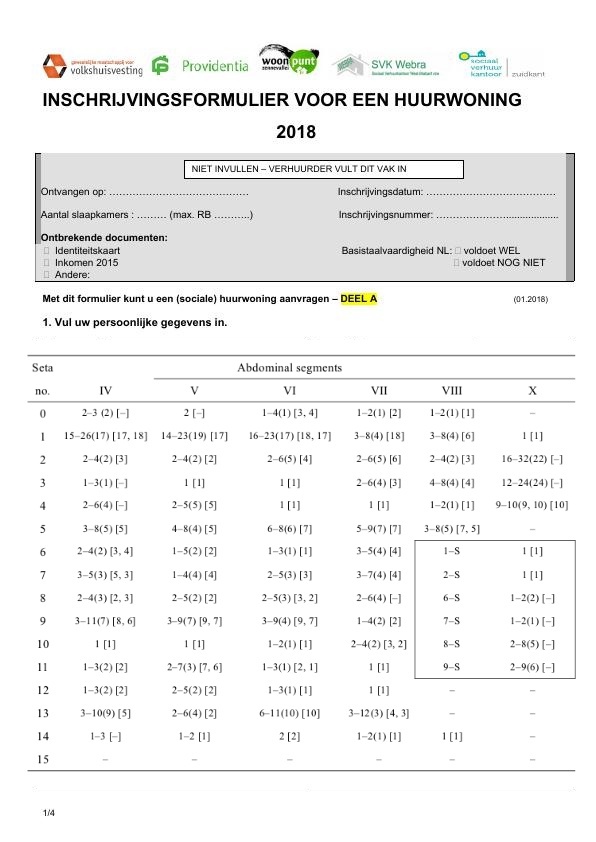 gewestelijke maatschappij voor
volkshuisvesting
Providentia
woonpunt
zennevallei
SVK Webra
Sociaal Verhuurkantoor West-Brabant vzw
sociaal
verhuur
kantoor | zuidkant
INSCHRIJVINGSFORMULIER VOOR EEN HUURWONING
2018
NIET INVULLEN – VERHUURDER VULT DIT VAK IN
Ontvangen op: ………………………………… Inschrijvingsdatum: ………………………………
Aantal slaapkamers : ……… (max. RB ………..) Inschrijvingsnummer: …………………....................
Ontbrekende documenten:
□ Identiteitskaart Basistaalvaardigheid NL: □ voldoet WEL
□ Inkomen 2015 □ voldoet NOG NIET
□ Andere:
Met dit formulier kunt u een (sociale) huurwoning aanvragen – DEEL A (01.2018)
1. Vul uw persoonlijke gegevens in.
Seta Abdominal segments
no. IV V VI VII VIII X
0 2–3 (2) [–] 2 [–] 1–4(1) [3, 4] 1–2(1) [2] 1–2(1) [1] –
1 15–26(17) [17, 18] 14–23(19) [17] 16–23(17) [18, 17] 3–8(4) [18] 3–8(4) [6] 1 [1]
2 2–4(2) [3] 2–4(2) [2] 2–6(5) [4] 2–6(5) [6] 2–4(2) [3] 16–32(22) [–]
3 1–3(1) [–] 1 [1] 1 [1] 2–6(4) [3] 4–8(4) [4] 12–24(24) [–]
4 2–6(4) [–] 2–5(5) [5] 1 [1] 1 [1] 1–2(1) [1] 9–10(9, 10) [10]
5 3–8(5) [5] 4–8(4) [5] 6–8(6) [7] 5–9(7) [7] 3–8(5) [7, 5] –
6 2–4(2) [3, 4] 1–5(2) [2] 1–3(1) [1] 3–5(4) [4] 1–S 1 [1]
7 3–5(3) [5, 3] 1–4(4) [4] 2–5(3) [3] 3–7(4) [4] 2–S 1 [1]
8 2–4(3) [2, 3] 2–5(2) [2] 2–5(3) [3, 2] 2–6(4) [–] 6–S 1–2(2) [–]
9 3–11(7) [8, 6] 3–9(7) [9, 7] 3–9(4) [9, 7] 1–4(2) [2] 7–S 1–2(1) [–]
10 1 [1] 1 [1] 1–2(1) [1] 2–4(2) [3, 2] 8–S 2–8(5) [–]
11 1–3(2) [2] 2–7(3) [7, 6] 1–3(1) [2, 1] 1 [1] 9–S 2–9(6) [–]
12 1–3(2) [2] 2–5(2) [2] 1–3(1) [1] 1 [1] – –
13 3–10(9) [5] 2–6(4) [2] 6–11(10) [10] 3–12(3) [4, 3] – –
14 1–3 [–] 1–2 [1] 2 [2] 1–2(1) [1] 1 [1] –
15 – – – – – –
1/4